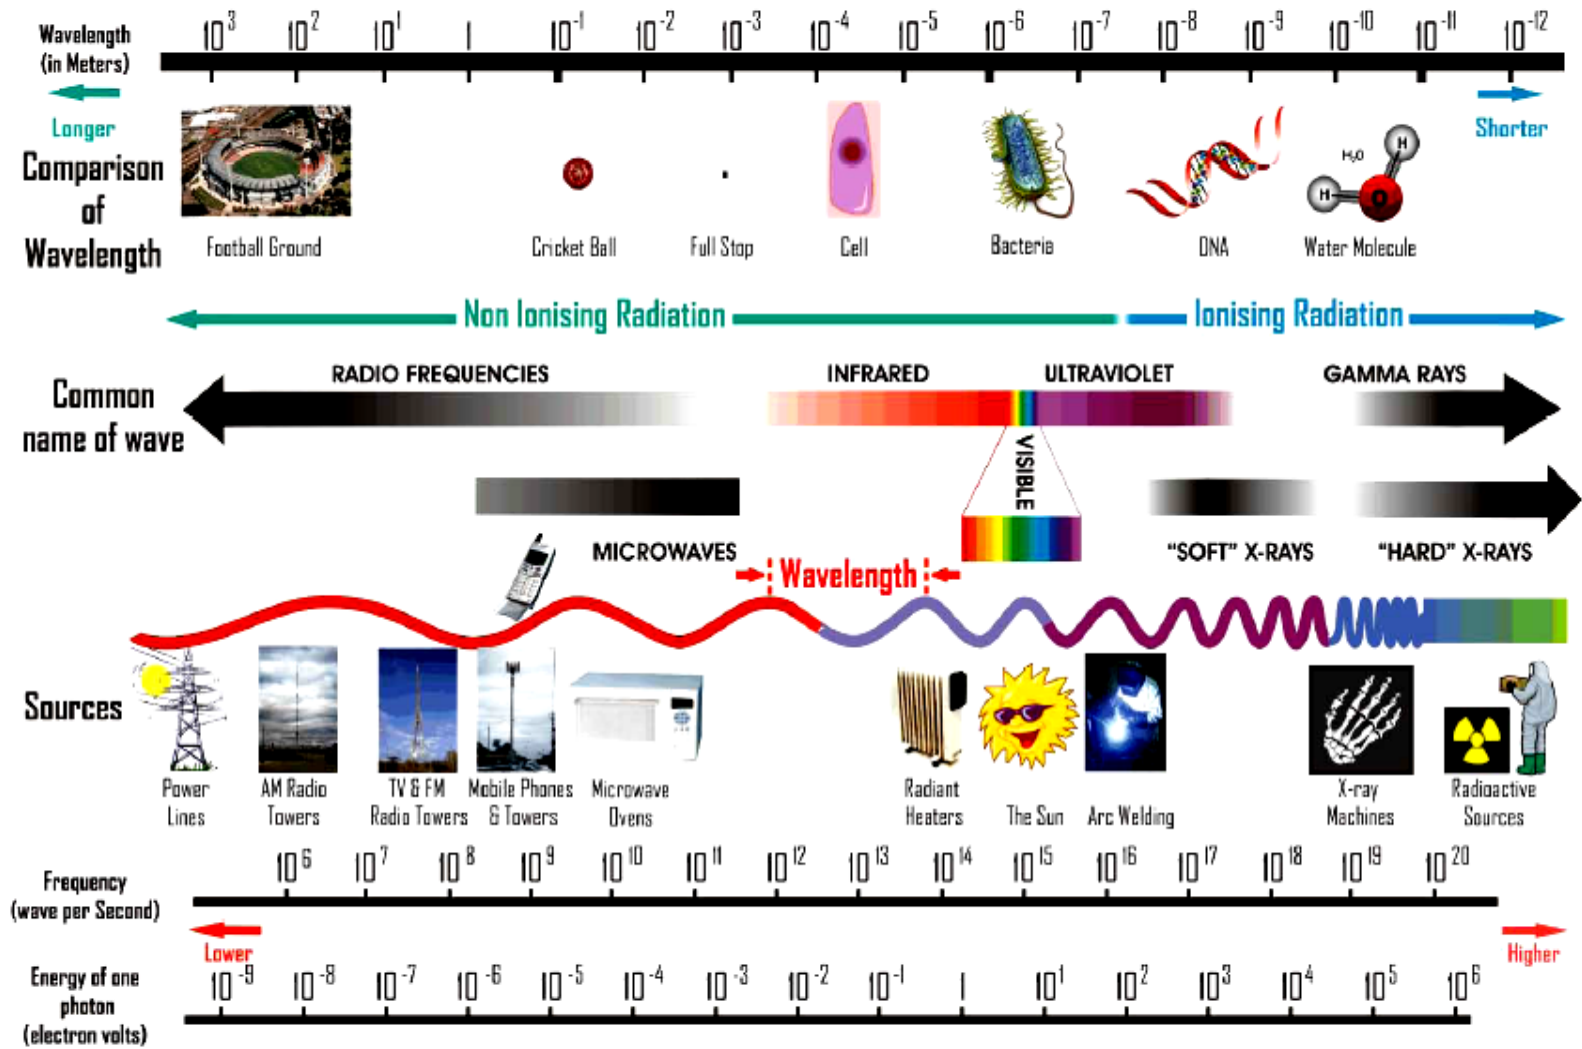 Wavelength
(in Meters)
10³ 10² 10¹ 1 10⁻¹ 10⁻² 10⁻³ 10⁻⁴ 10⁻⁵ 10⁻⁶ 10⁻⁷ 10⁻⁸ 10⁻⁹ 10⁻¹⁰ 10⁻¹¹ 10⁻¹²
Longer
Shorter
Comparison
of
Wavelength
H₂O
H
H
O
Football Ground
Cricket Ball
Full Stop
Cell
Bacteria
DNA
Water Molecule
Non Ionising Radiation
Ionising Radiation
Common
name of wave
RADIO FREQUENCIES
INFRARED
ULTRAVIOLET
GAMMA RAYS
VISIBLE
MICROWAVES
"SOFT" X-RAYS
"HARD" X-RAYS
Wavelength
Sources
Power
Lines
AM Radio
Towers
TV & FM
Radio Towers
Mobile Phones
& Towers
Microwave
Ovens
Radiant
Heaters
The Sun
Arc Welding
X-ray
Machines
Radioactive
Sources
Frequency
(wave per Second)
10⁶ 10⁷ 10⁸ 10⁹ 10¹⁰ 10¹¹ 10¹² 10¹³ 10¹⁴ 10¹⁵ 10¹⁶ 10¹⁷ 10¹⁸ 10¹⁹ 10²⁰
Lower
Higher
Energy of one
photon
(electron volts)
10⁻⁹ 10⁻⁸ 10⁻⁷ 10⁻⁶ 10⁻⁵ 10⁻⁴ 10⁻³ 10⁻² 10⁻¹ 1 10¹ 10² 10³ 10⁴ 10⁵ 10⁶